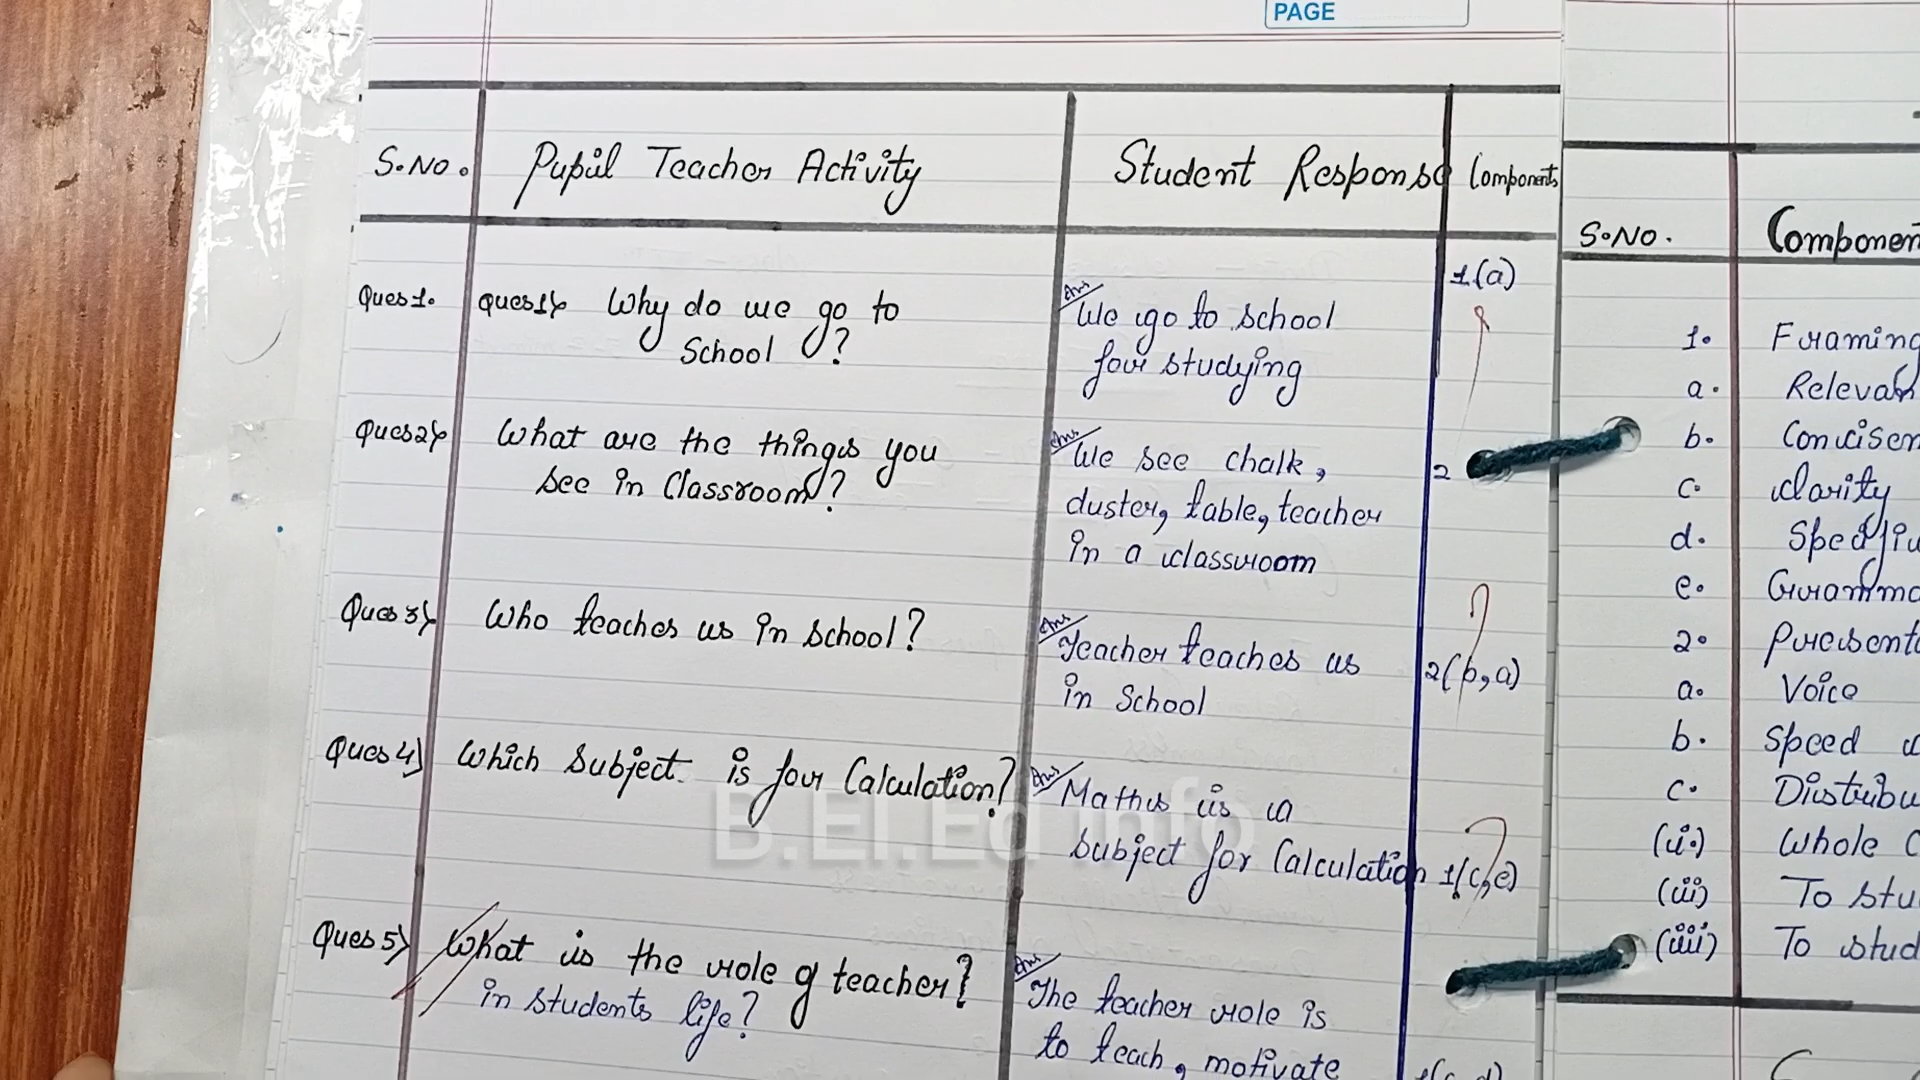 PAGE
S.NO. Pupil Teacher Activity Student Response Components
Ques 1. Ques1) Why do we go to
School ?
Ans We go to school
for studying
1(a)
Ques2) What are the things you
see in Classroom ?
Ans We see chalk,
duster, table, teacher
in a classroom
2
Ques 3) Who teaches us in school ?
Ans Teacher teaches us
in School
2(b,a)
Ques 4) Which Subject is for Calculation?
Ans Maths is a
Subject for Calculation
1(c,e)
Ques 5) What is the role of teacher?
in students life?
Ans The teacher role is
to teach, motivate
S.NO. Componen
1. Framing
a. Relevan
b. Concisen
c. clarity
d.
e. Gramma
2. Presenta
a. Voice
b. Speed
c. Distribu
(i.) Whole C
(ii) To stu
(iii) To stud
B.El.Ed Info